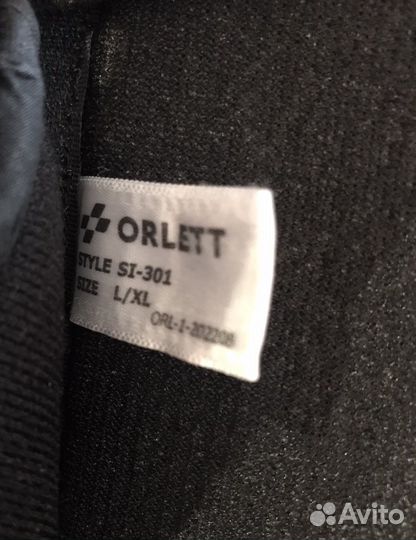 ORLETT
STYLE SI-301
SIZE L/XL
ORL-1-202208
Avito